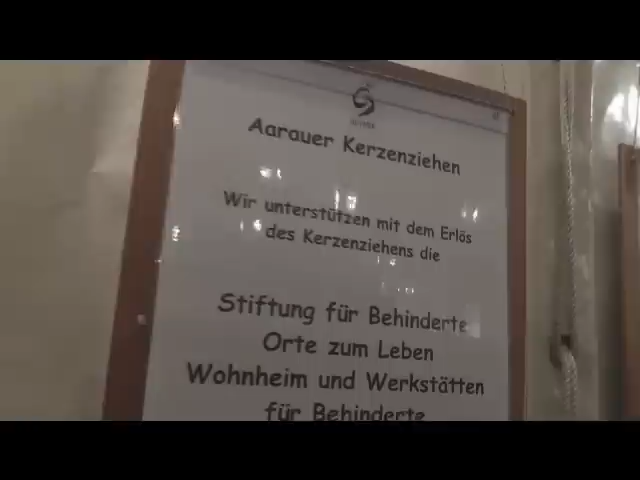 Aarauer Kerzenziehen
Wir unterstützen mit dem Erlös
des Kerzenziehens die
Stiftung für Behinderte
Orte zum Leben
Wohnheim und Werkstätten
für Behinderte